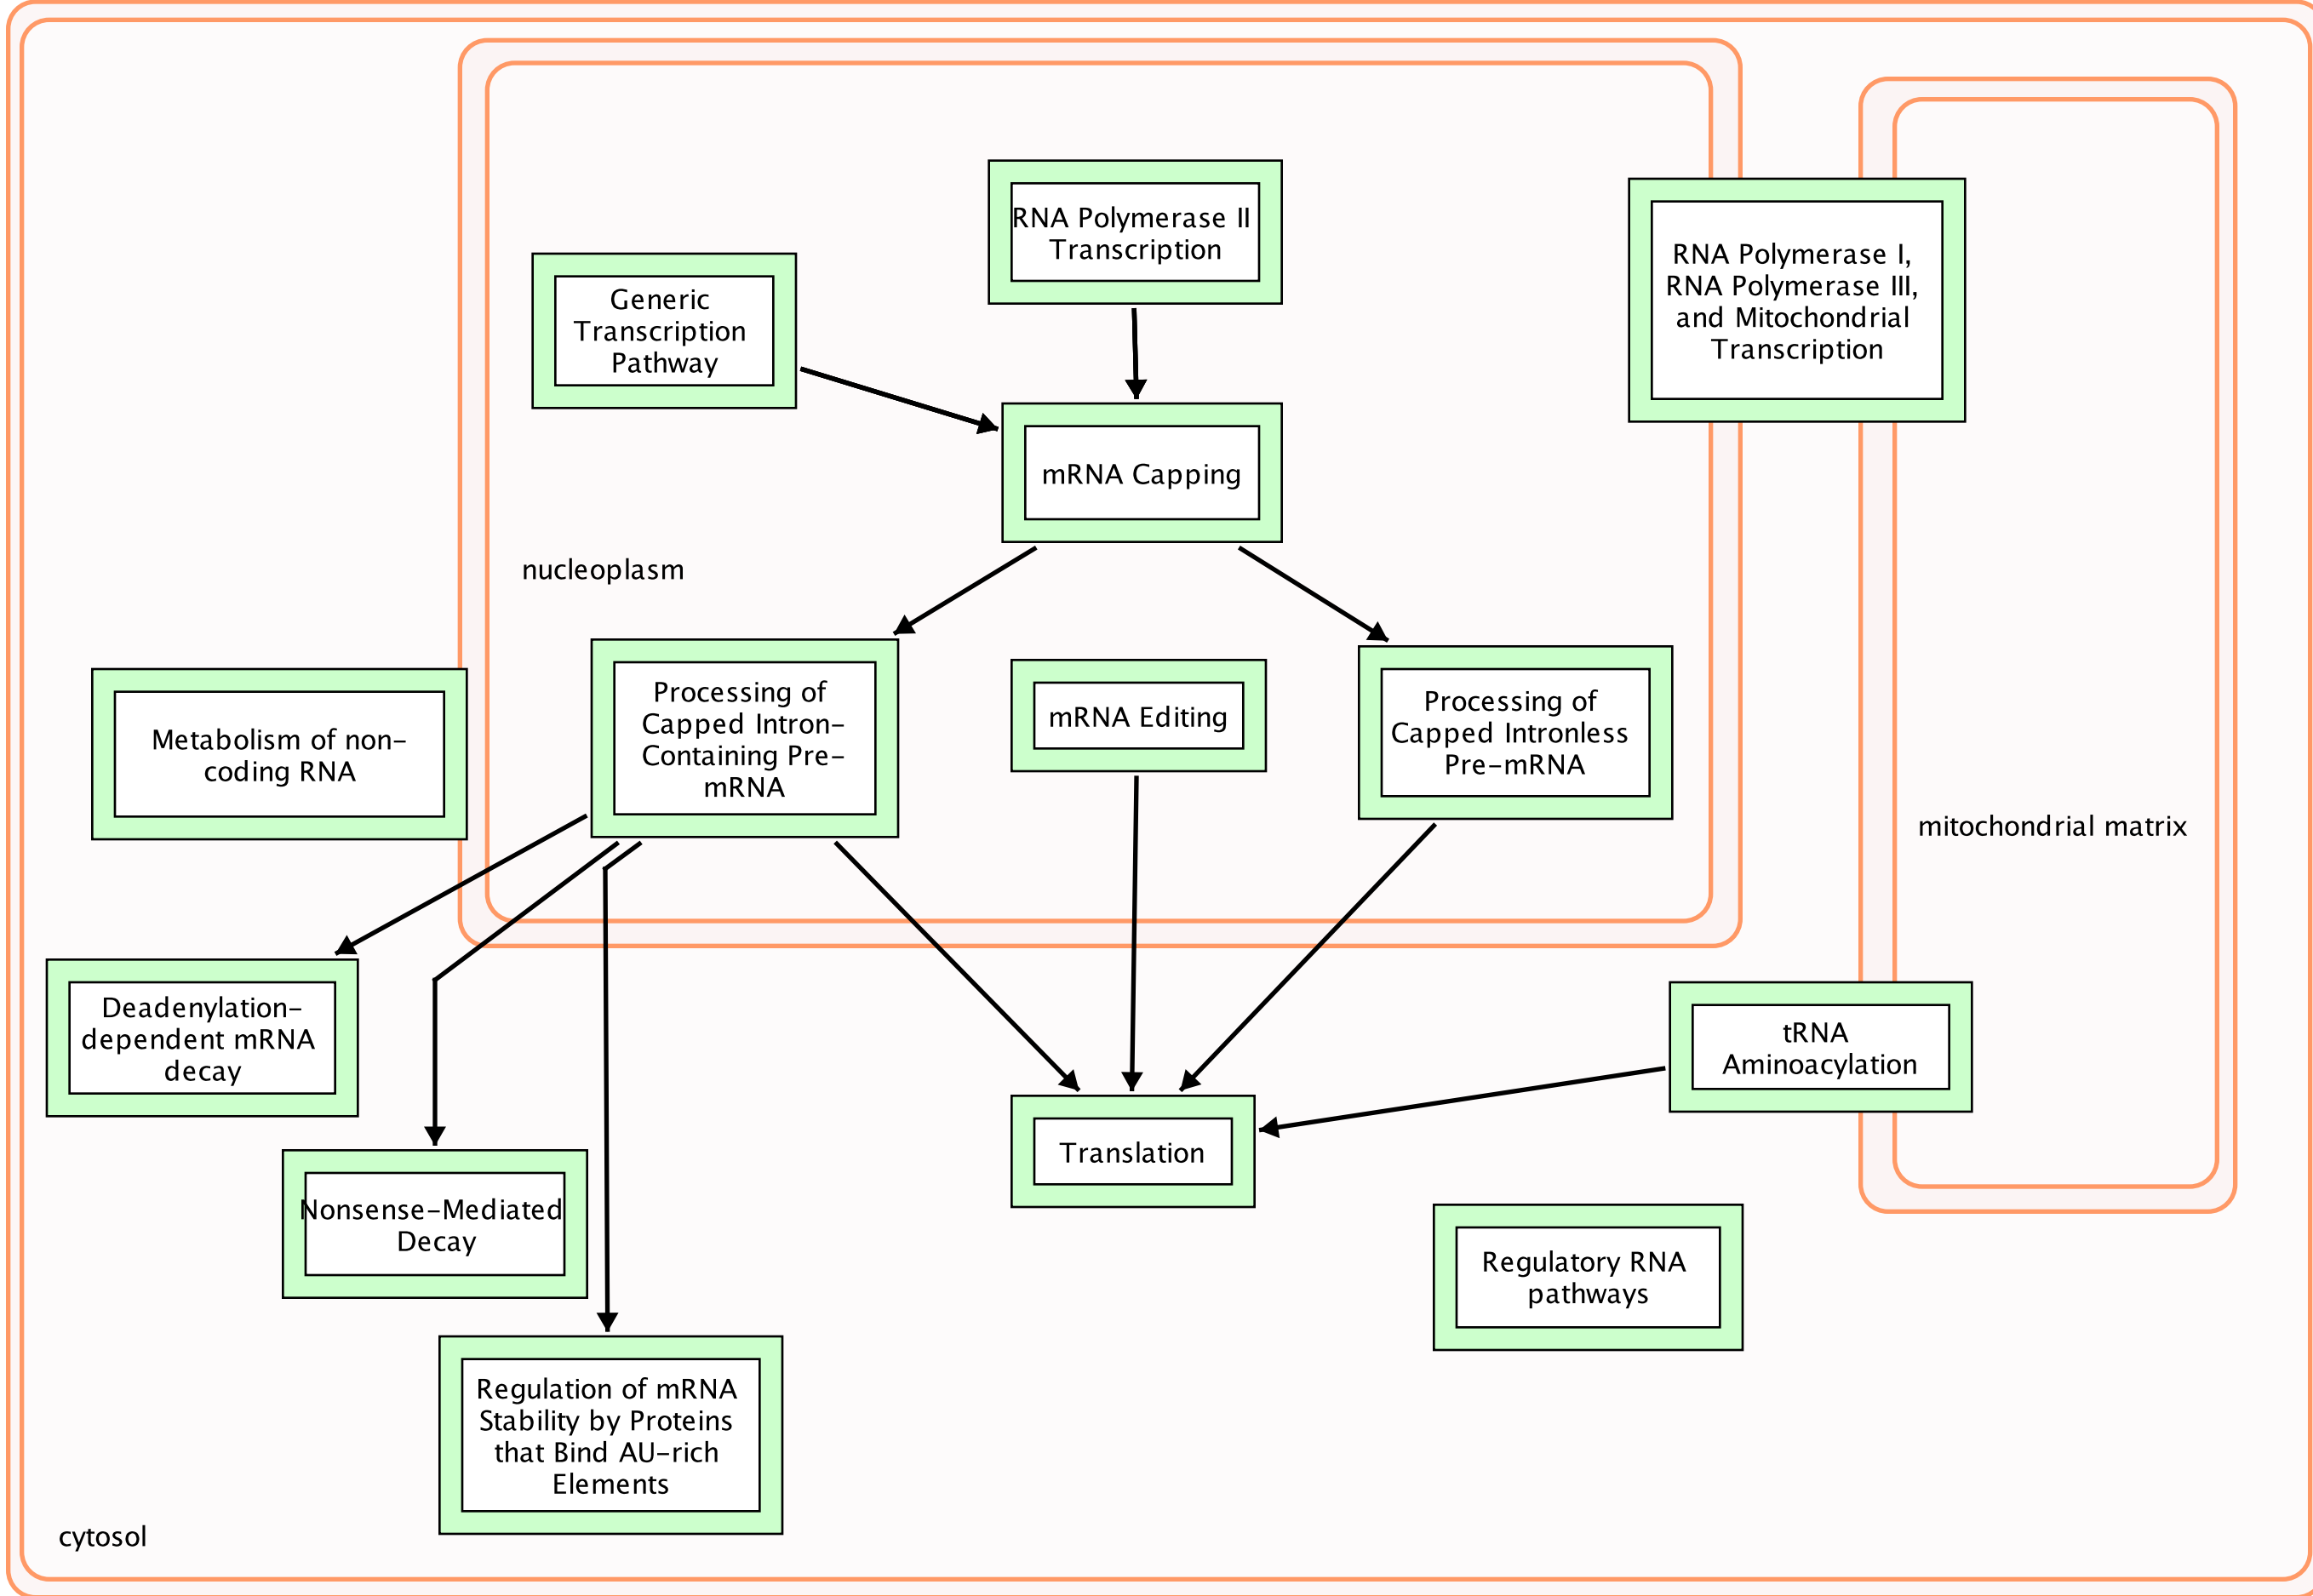 RNA Polymerase II
Transcription
Generic
Transcription
Pathway
RNA Polymerase I,
RNA Polymerase III,
and Mitochondrial
Transcription
mRNA Capping
nucleoplasm
Metabolism of non-
coding RNA
Processing of
Capped Intron-
Containing Pre-
mRNA
mRNA Editing
Processing of
Capped Intronless
Pre-mRNA
mitochondrial matrix
Deadenylation-
dependent mRNA
decay
tRNA
Aminoacylation
Translation
Nonsense-Mediated
Decay
Regulatory RNA
pathways
Regulation of mRNA
Stability by Proteins
that Bind AU-rich
Elements
cytosol